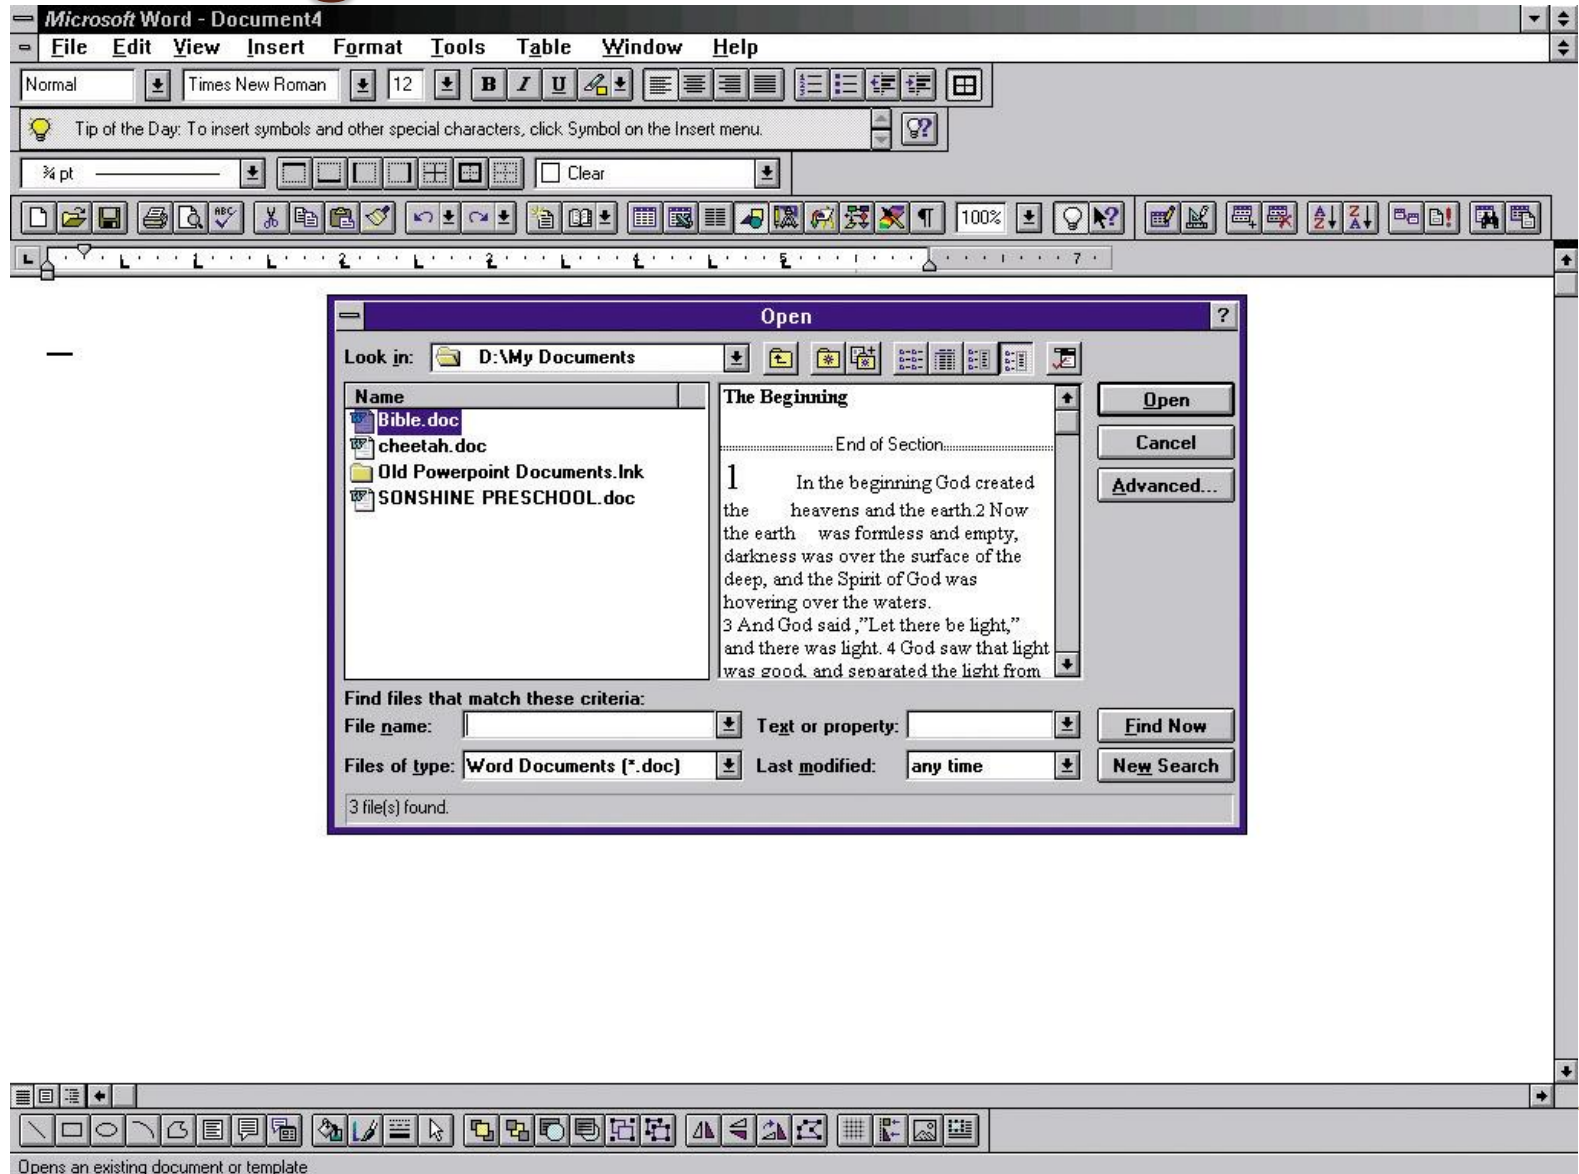 Microsoft Word - Document4
File Edit View Insert Format Tools Table Window Help
Normal Times New Roman 12 B I U
Tip of the Day: To insert symbols and other special characters, click Symbol on the Insert menu.
¾ pt Clear
ABC 100%
Open
Look in: D:\My Documents
Name
Bible.doc
cheetah.doc
Old Powerpoint Documents.lnk
SONSHINE PRESCHOOL.doc
The Beginning
End of Section
1 In the beginning God created
the heavens and the earth.2 Now
the earth was formless and empty,
darkness was over the surface of the
deep, and the Spirit of God was
hovering over the waters.
3 And God said ,"Let there be light,"
and there was light. 4 God saw that light
was good, and separated the light from
Open
Cancel
Advanced...
Find files that match these criteria:
File name: Text or property: Find Now
Files of type: Word Documents (*.doc) Last modified: any time New Search
3 file(s) found.
Opens an existing document or template